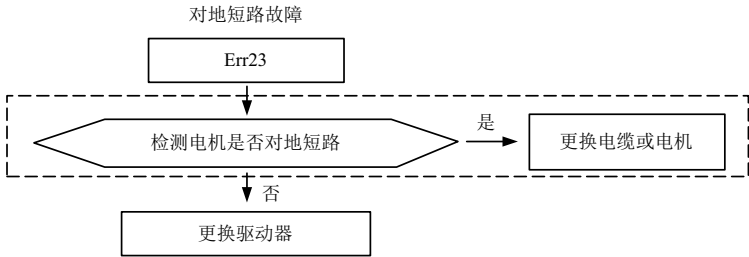 对地短路故障
Err23
检测电机是否对地短路
是
更换电缆或电机
否
更换驱动器